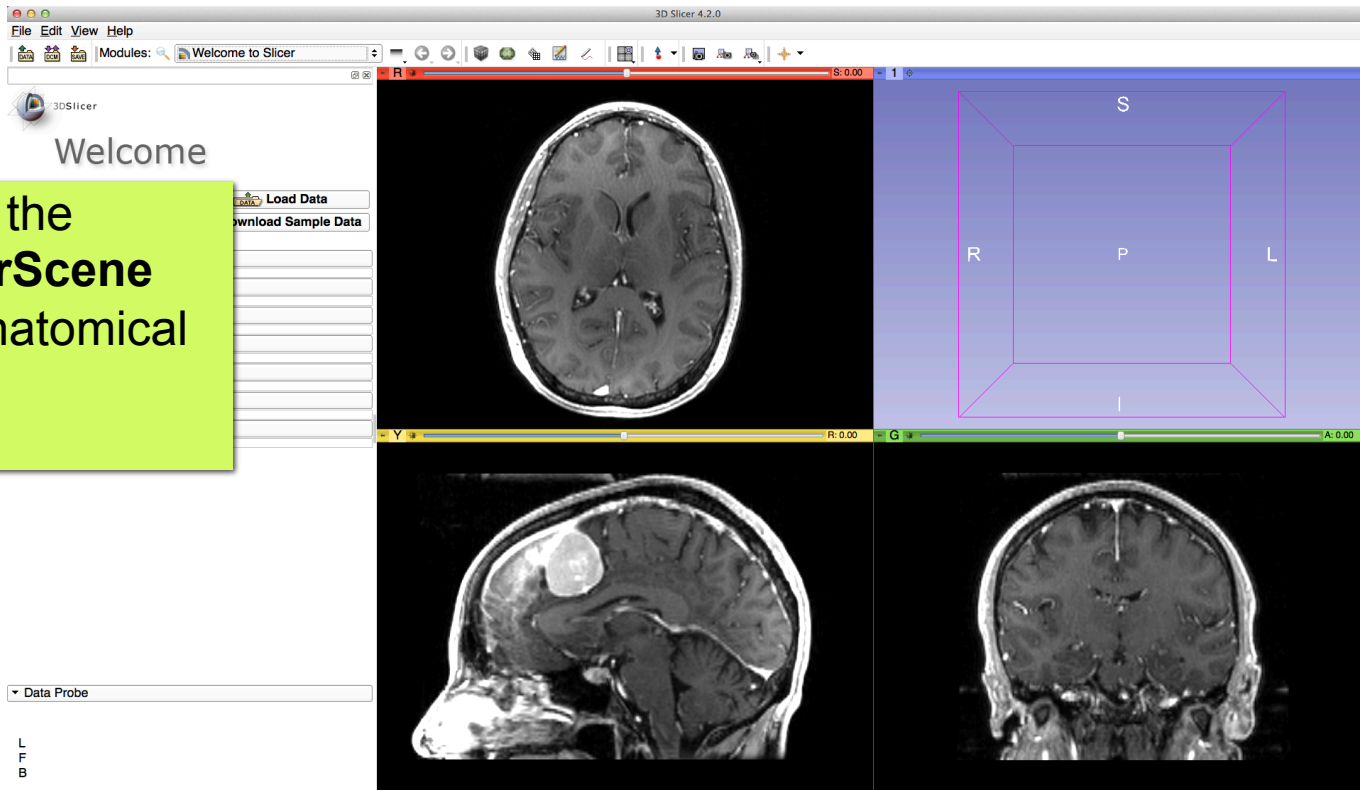 3D Slicer 4.2.0
File Edit View Help
DATA DCM SAVE Modules: Welcome to Slicer
3DSlicer
Welcome
Load Data
ownload Sample Data
the
rScene
natomical
R S: 0.00
1
S
R P L
I
Y R: 0.00
G A: 0.00
Data Probe
L
F
B